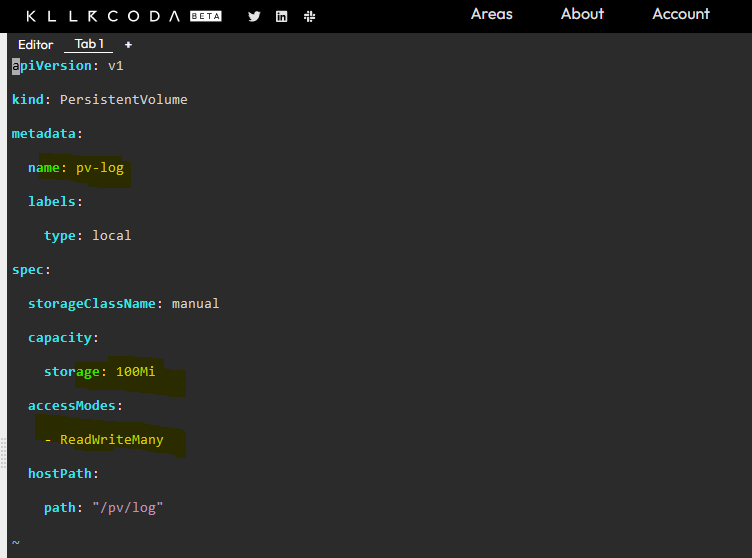 KLLRCODA BETA Areas About Account
Editor Tab 1 +
apiVersion: v1
kind: PersistentVolume
metadata:
  name: pv-log
  labels:
    type: local
spec:
  storageClassName: manual
  capacity:
    storage: 100Mi
  accessModes:
    - ReadWriteMany
  hostPath:
    path: "/pv/log"
~